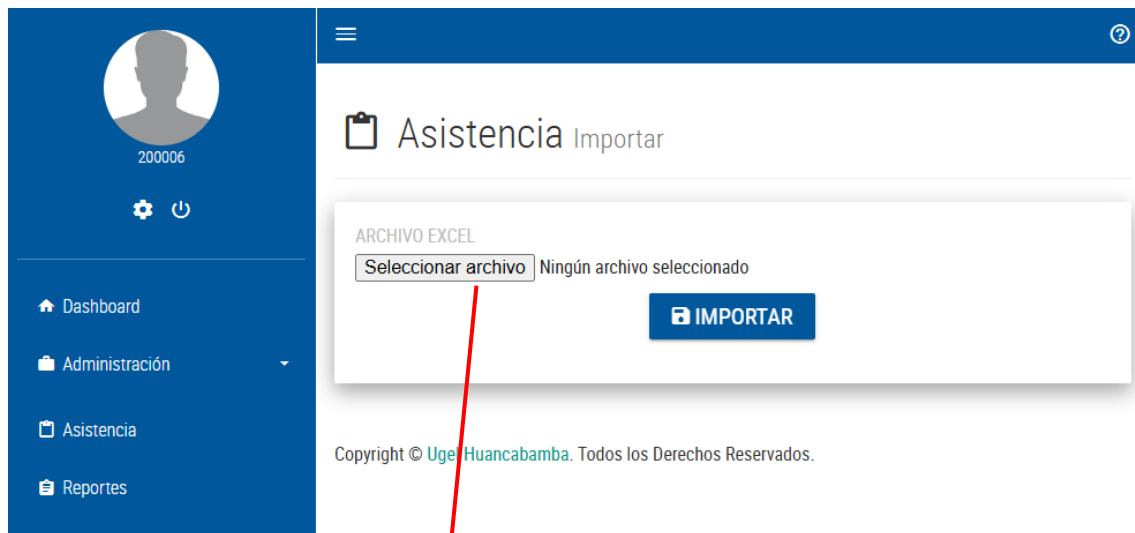 200006
Dashboard
Administración
Asistencia
Reportes
Asistencia Importar
ARCHIVO EXCEL
Seleccionar archivo Ningún archivo seleccionado
IMPORTAR
Copyright © Ugel Huancabamba. Todos los Derechos Reservados.